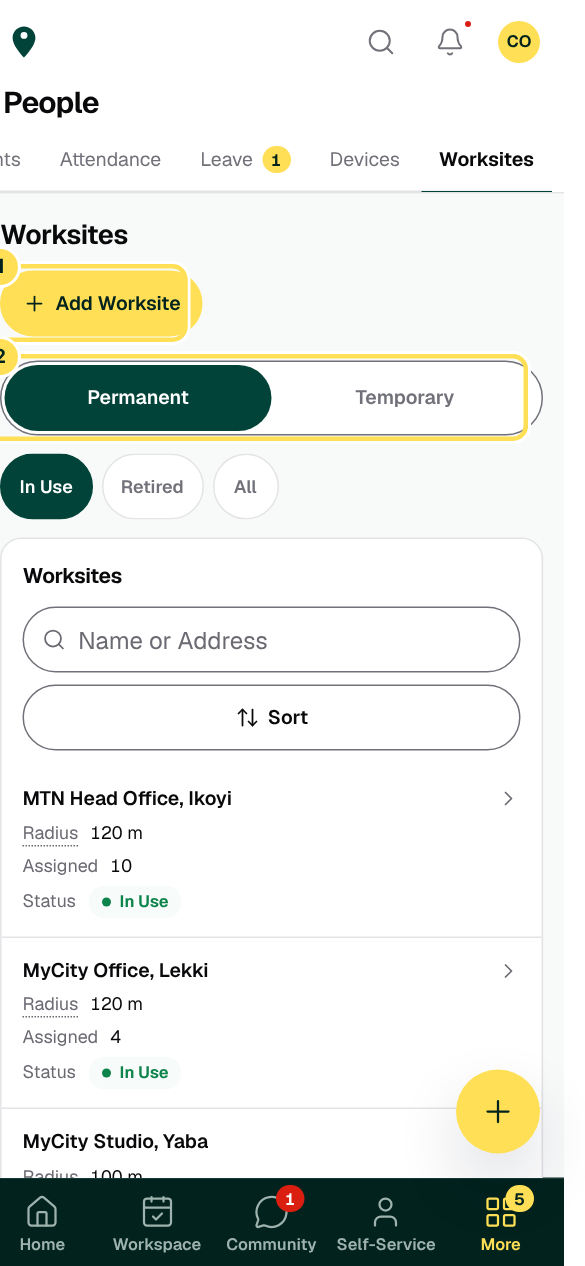 CO
People
nts Attendance Leave 1 Devices Worksites
Worksites
1
+ Add Worksite
2
Permanent Temporary
In Use Retired All
Worksites
Name or Address
Sort
MTN Head Office, Ikoyi
Radius 120 m
Assigned 10
Status In Use
MyCity Office, Lekki
Radius 120 m
Assigned 4
Status In Use
MyCity Studio, Yaba
Radius 100 m
1 5
Home Workspace Community Self-Service More